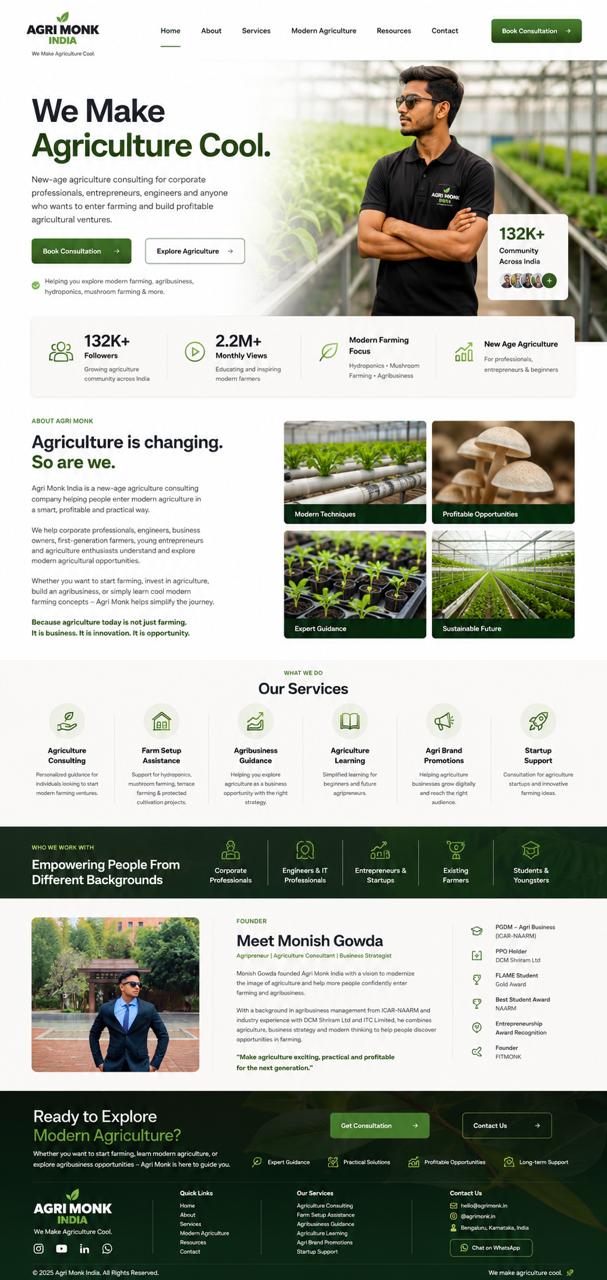 AGRI MONK
INDIA
We Make Agriculture Cool.
Home
About
Services
Modern Agriculture
Resources
Contact
Book Consultation
We Make
Agriculture Cool.
New-age agriculture consulting for corporate
professionals, entrepreneurs, engineers and anyone
who wants to enter farming and build profitable
agricultural ventures.
Book Consultation
Explore Agriculture
Helping you explore modern farming, agribusiness,
hydroponics, mushroom farming & more.
AGRI MONK
INDIA
132K+
Community
Across India
132K+
Followers
Growing agriculture
community across India
2.2M+
Monthly Views
Educating and inspiring
modern farmers
Modern Farming
Focus
Hydroponics • Mushroom
Farming • Agribusiness
New Age Agriculture
For professionals,
entrepreneurs & beginners
ABOUT AGRI MONK
Agriculture is changing.
So are we.
Agri Monk India is a new-age agriculture consulting
company helping people enter modern agriculture in
a smart, profitable and practical way.
We help corporate professionals, engineers, business
owners, first-generation farmers, young entrepreneurs
and agriculture enthusiasts understand and explore
modern agricultural opportunities.
Whether you want to start farming, invest in agriculture,
build an agribusiness, or simply learn cool modern
farming concepts – Agri Monk helps simplify the journey.
Because agriculture today is not just farming.
It is business. It is innovation. It is opportunity.
Modern Techniques
Profitable Opportunities
Expert Guidance
Sustainable Future
WHAT WE DO
Our Services
Agriculture
Consulting
Personalized guidance for
individuals looking to start
modern farming ventures.
Farm Setup
Assistance
Support for hydroponics,
mushroom farming, terrace
farming & protected
cultivation projects.
Agribusiness
Guidance
Helping you explore
agriculture as a business
opportunity with the right
strategy.
Agriculture
Learning
Simplified learning for
beginners and future
agripreneurs.
Agri Brand
Promotions
Helping agriculture
businesses grow digitally
and reach the right
audience.
Startup
Support
Consultation for agriculture
startups and innovative
farming ideas.
WHO WE WORK WITH
Empowering People From
Different Backgrounds
Corporate
Professionals
Engineers & IT
Professionals
Entrepreneurs &
Startups
Existing
Farmers
Students &
Youngsters
FOUNDER
Meet Monish Gowda
Agripreneur | Agriculture Consultant | Business Strategist
Monish Gowda founded Agri Monk India with a vision to modernize
the image of agriculture and help more people confidently enter
farming and agribusiness.
With a background in agribusiness management from ICAR-NAARM and
industry experience with DCM Shriram Ltd and ITC Limited, he combines
agriculture, business strategy and modern thinking to help people discover
opportunities in farming.
"Make agriculture exciting, practical and profitable
for the next generation."
PGDM – Agri Business
(ICAR-NAARM)
PPO Holder
DCM Shriram Ltd
FLAME Student
Gold Award
Best Student Award
NAARM
Entrepreneurship
Award Recognition
Founder
FITMONK
Ready to Explore
Modern Agriculture?
Whether you want to start farming, learn modern agriculture, or
explore agribusiness opportunities – Agri Monk is here to guide you.
Get Consultation
Contact Us
Expert Guidance
Practical Solutions
Profitable Opportunities
Long-term Support
AGRI MONK
INDIA
We Make Agriculture Cool.
Quick Links
Home
About
Services
Modern Agriculture
Resources
Contact
Our Services
Agriculture Consulting
Farm Setup Assistance
Agribusiness Guidance
Agriculture Learning
Agri Brand Promotions
Startup Support
Contact Us
hello@agrimonk.in
@agrimonk.in
Bengaluru, Karnataka, India
Chat on WhatsApp
© 2025 Agri Monk India. All Rights Reserved.
We make agriculture cool.